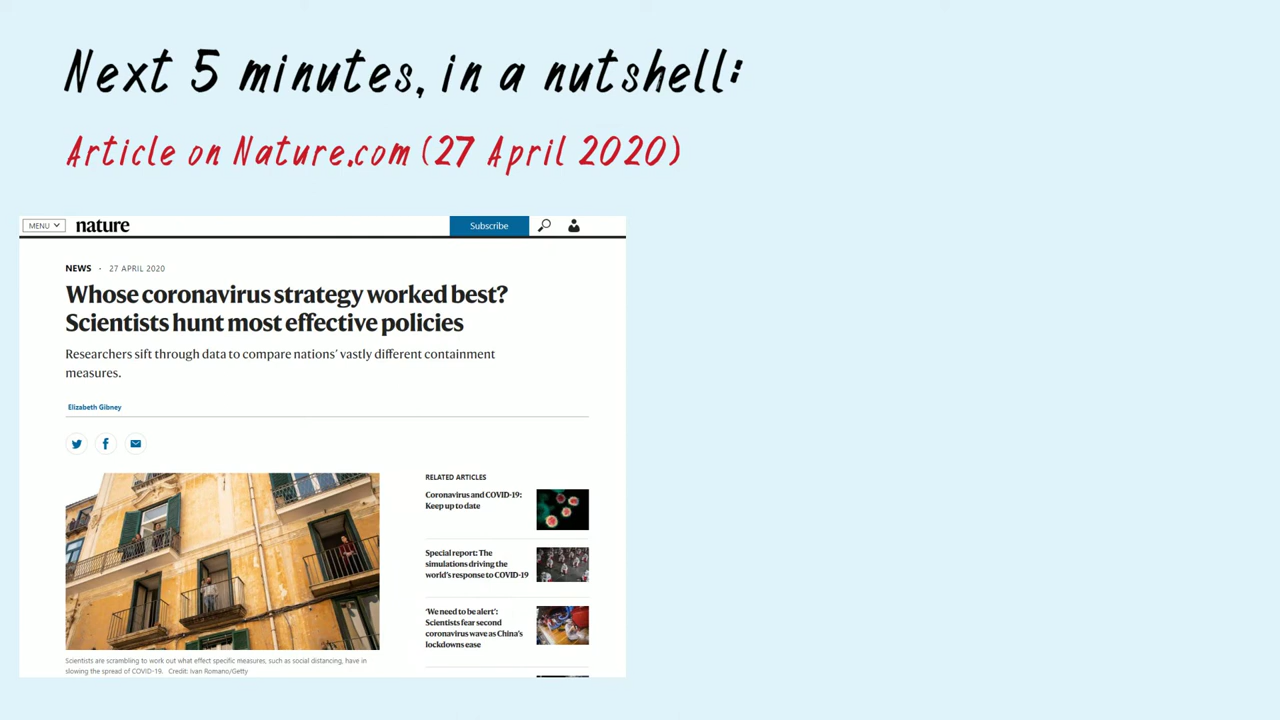 Next 5 minutes, in a nutshell:
Article on Nature.com (27 April 2020)
MENU
nature
Subscribe
NEWS · 27 APRIL 2020
Whose coronavirus strategy worked best?
Scientists hunt most effective policies
Researchers sift through data to compare nations' vastly different containment
measures.
Elizabeth Gibney
RELATED ARTICLES
Coronavirus and COVID-19:
Keep up to date
Special report: The
simulations driving the
world's response to COVID-19
'We need to be alert':
Scientists fear second
coronavirus wave as China's
lockdowns ease
Scientists are scrambling to work out what effect specific measures, such as social distancing, have in
slowing the spread of COVID-19. Credit: Ivan Romano/Getty